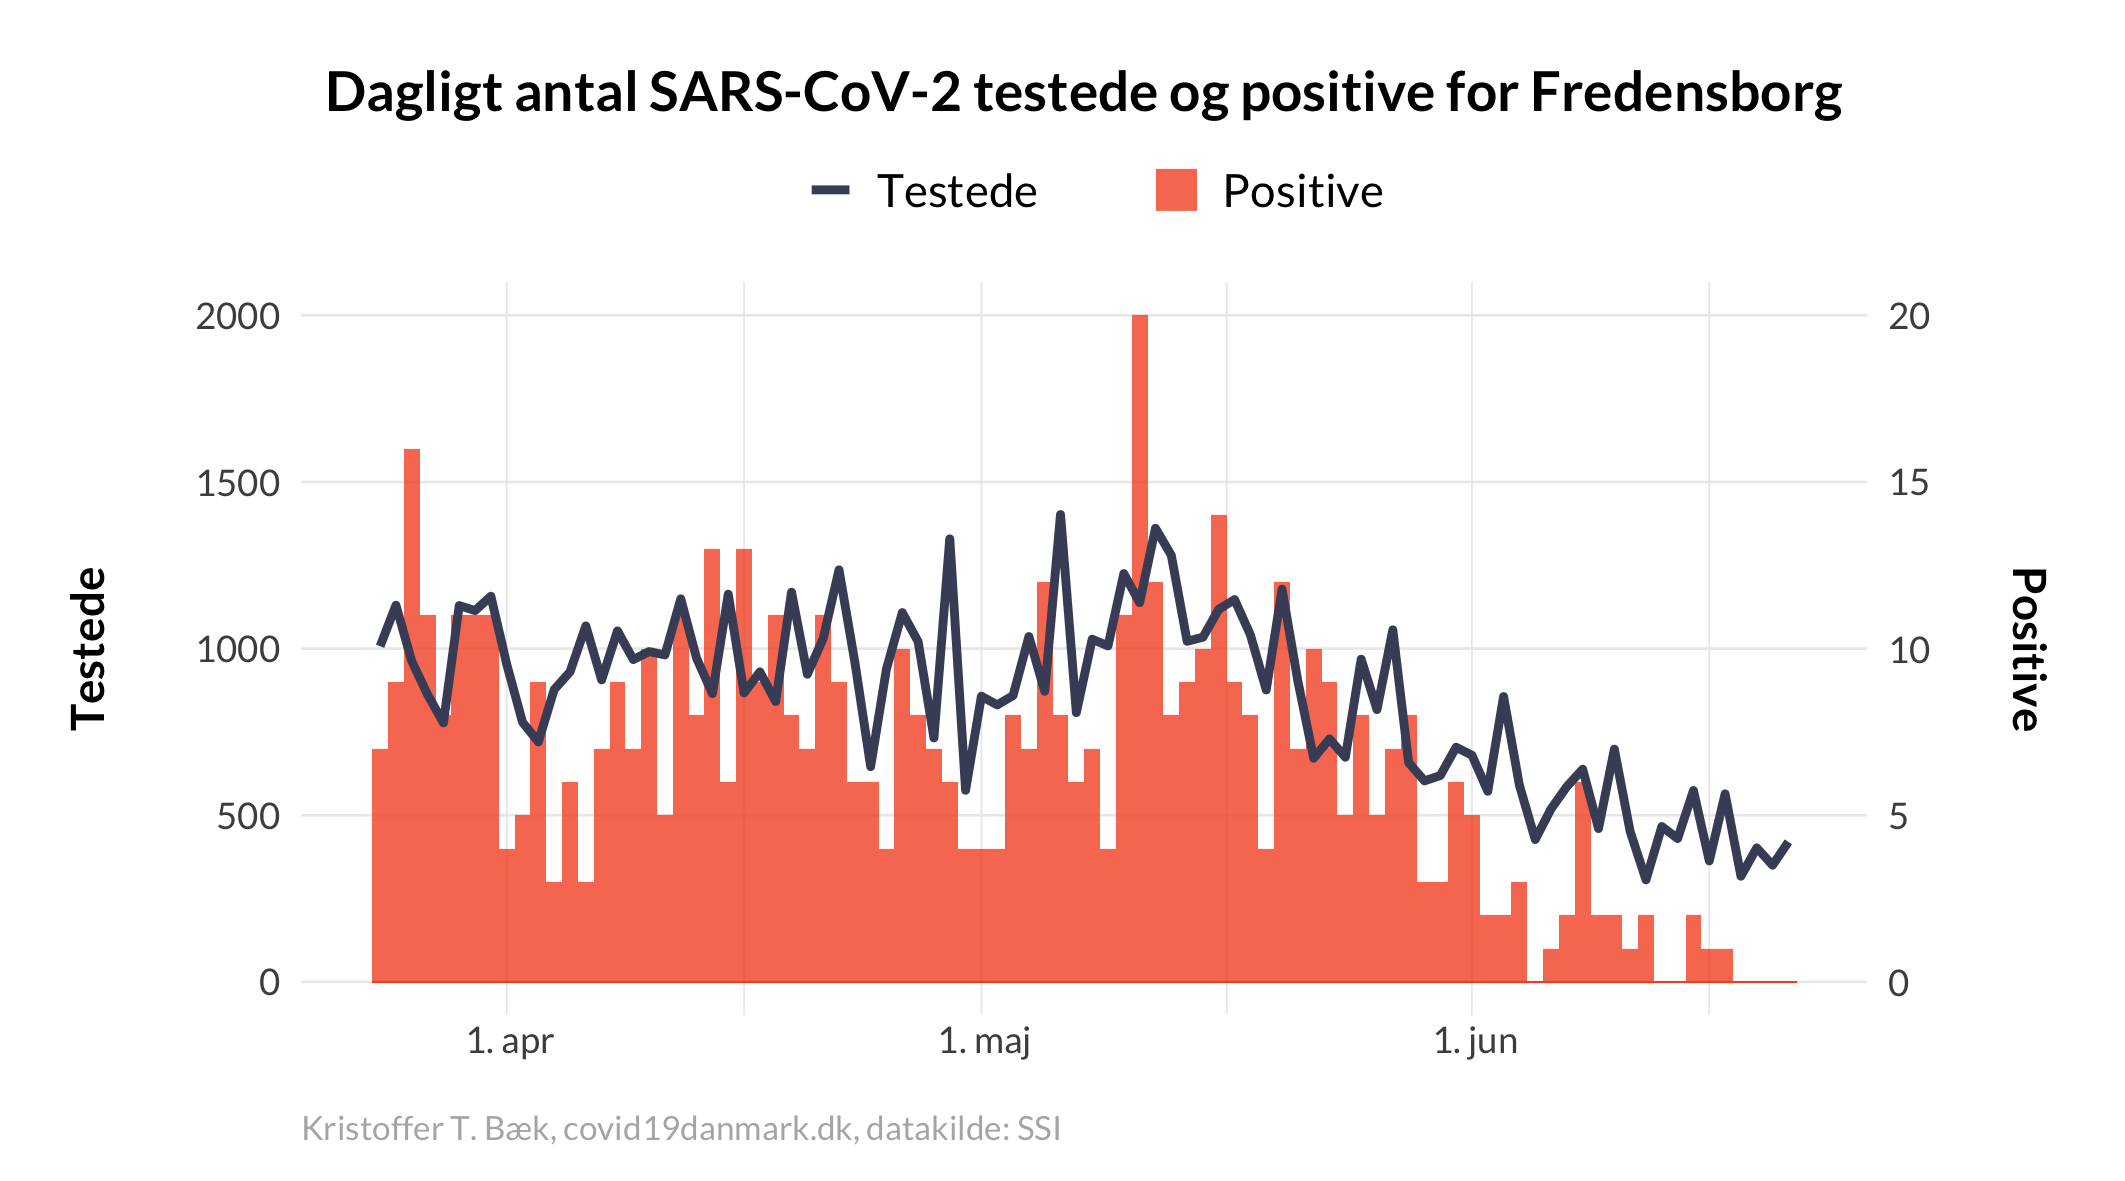 Dagligt antal SARS-CoV-2 testede og positive for Fredensborg
Testede
Positive
2000
1500
1000
500
0
20
15
10
5
0
Testede
Positive
1. apr
1. maj
1. jun
Kristoffer T. Bæk, covid19danmark.dk, datakilde: SSI